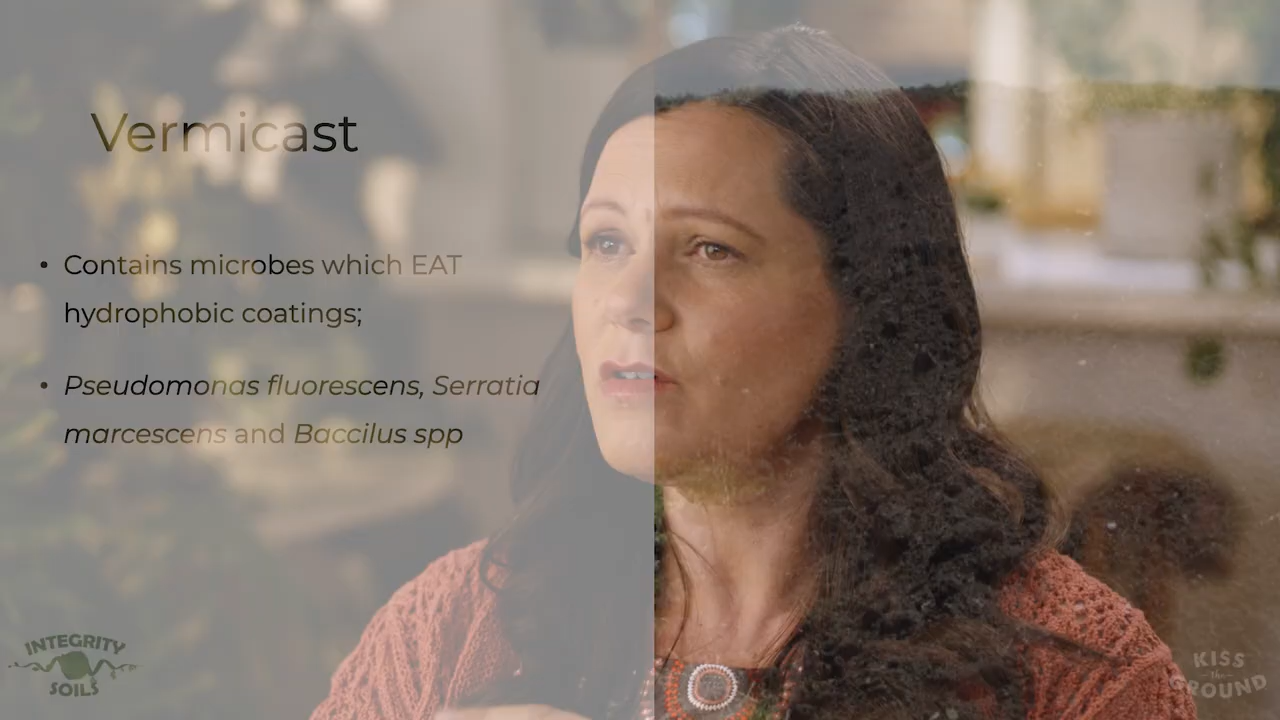 Vermicast
• Contains microbes which EAT
hydrophobic coatings;
• Pseudomonas fluorescens, Serratia
marcescens and Baccilus spp
INTEGRITY
SOILS
KISS
the
GROUND